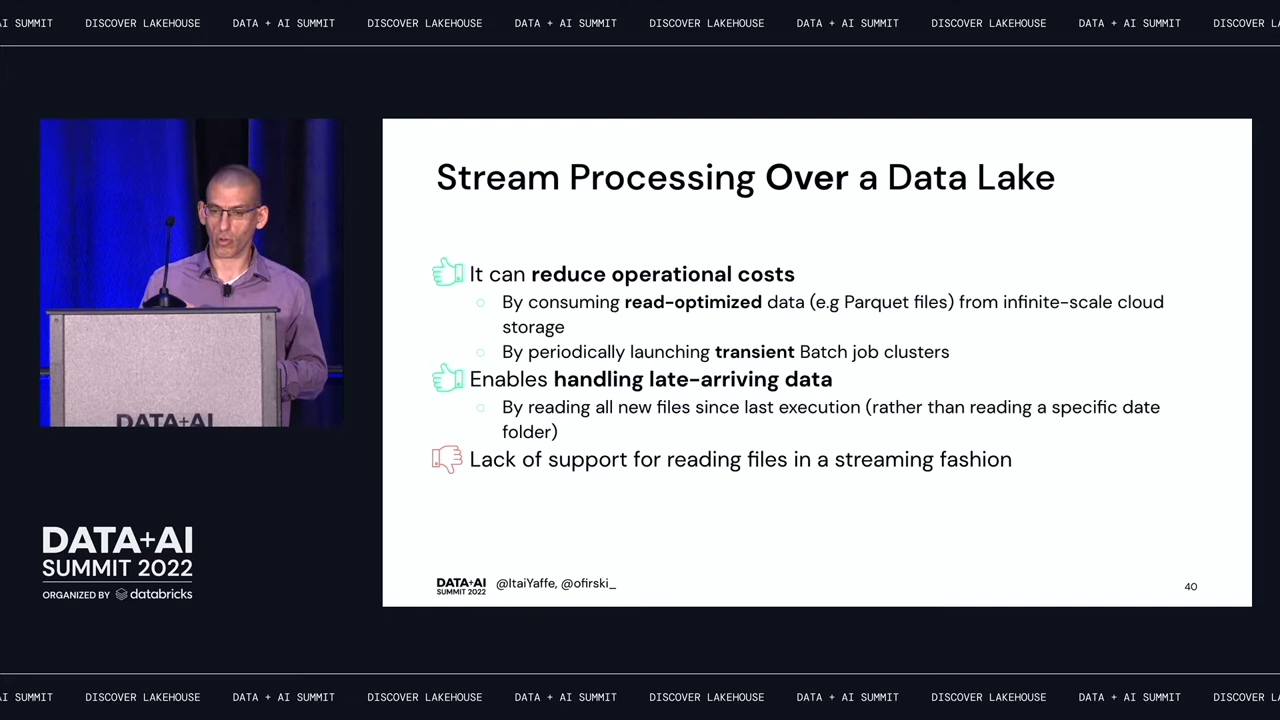 AI SUMMIT DISCOVER LAKEHOUSE DATA + AI SUMMIT DISCOVER LAKEHOUSE DATA + AI SUMMIT DISCOVER LAKEHOUSE DATA + AI SUMMIT DISCOVER LAKEHOUSE DATA + AI SUMMIT DISCOVER
Stream Processing Over a Data Lake
It can reduce operational costs
By consuming read-optimized data (e.g Parquet files) from infinite-scale cloud
storage
By periodically launching transient Batch job clusters
Enables handling late-arriving data
By reading all new files since last execution (rather than reading a specific date
folder)
Lack of support for reading files in a streaming fashion
DATA+AI
DATA+AI
SUMMIT 2022
ORGANIZED BY databricks
DATA+AI
SUMMIT 2022
@ItaiYaffe, @ofirski_
40
AI SUMMIT DISCOVER LAKEHOUSE DATA + AI SUMMIT DISCOVER LAKEHOUSE DATA + AI SUMMIT DISCOVER LAKEHOUSE DATA + AI SUMMIT DISCOVER LAKEHOUSE DATA + AI SUMMIT DISCOVER